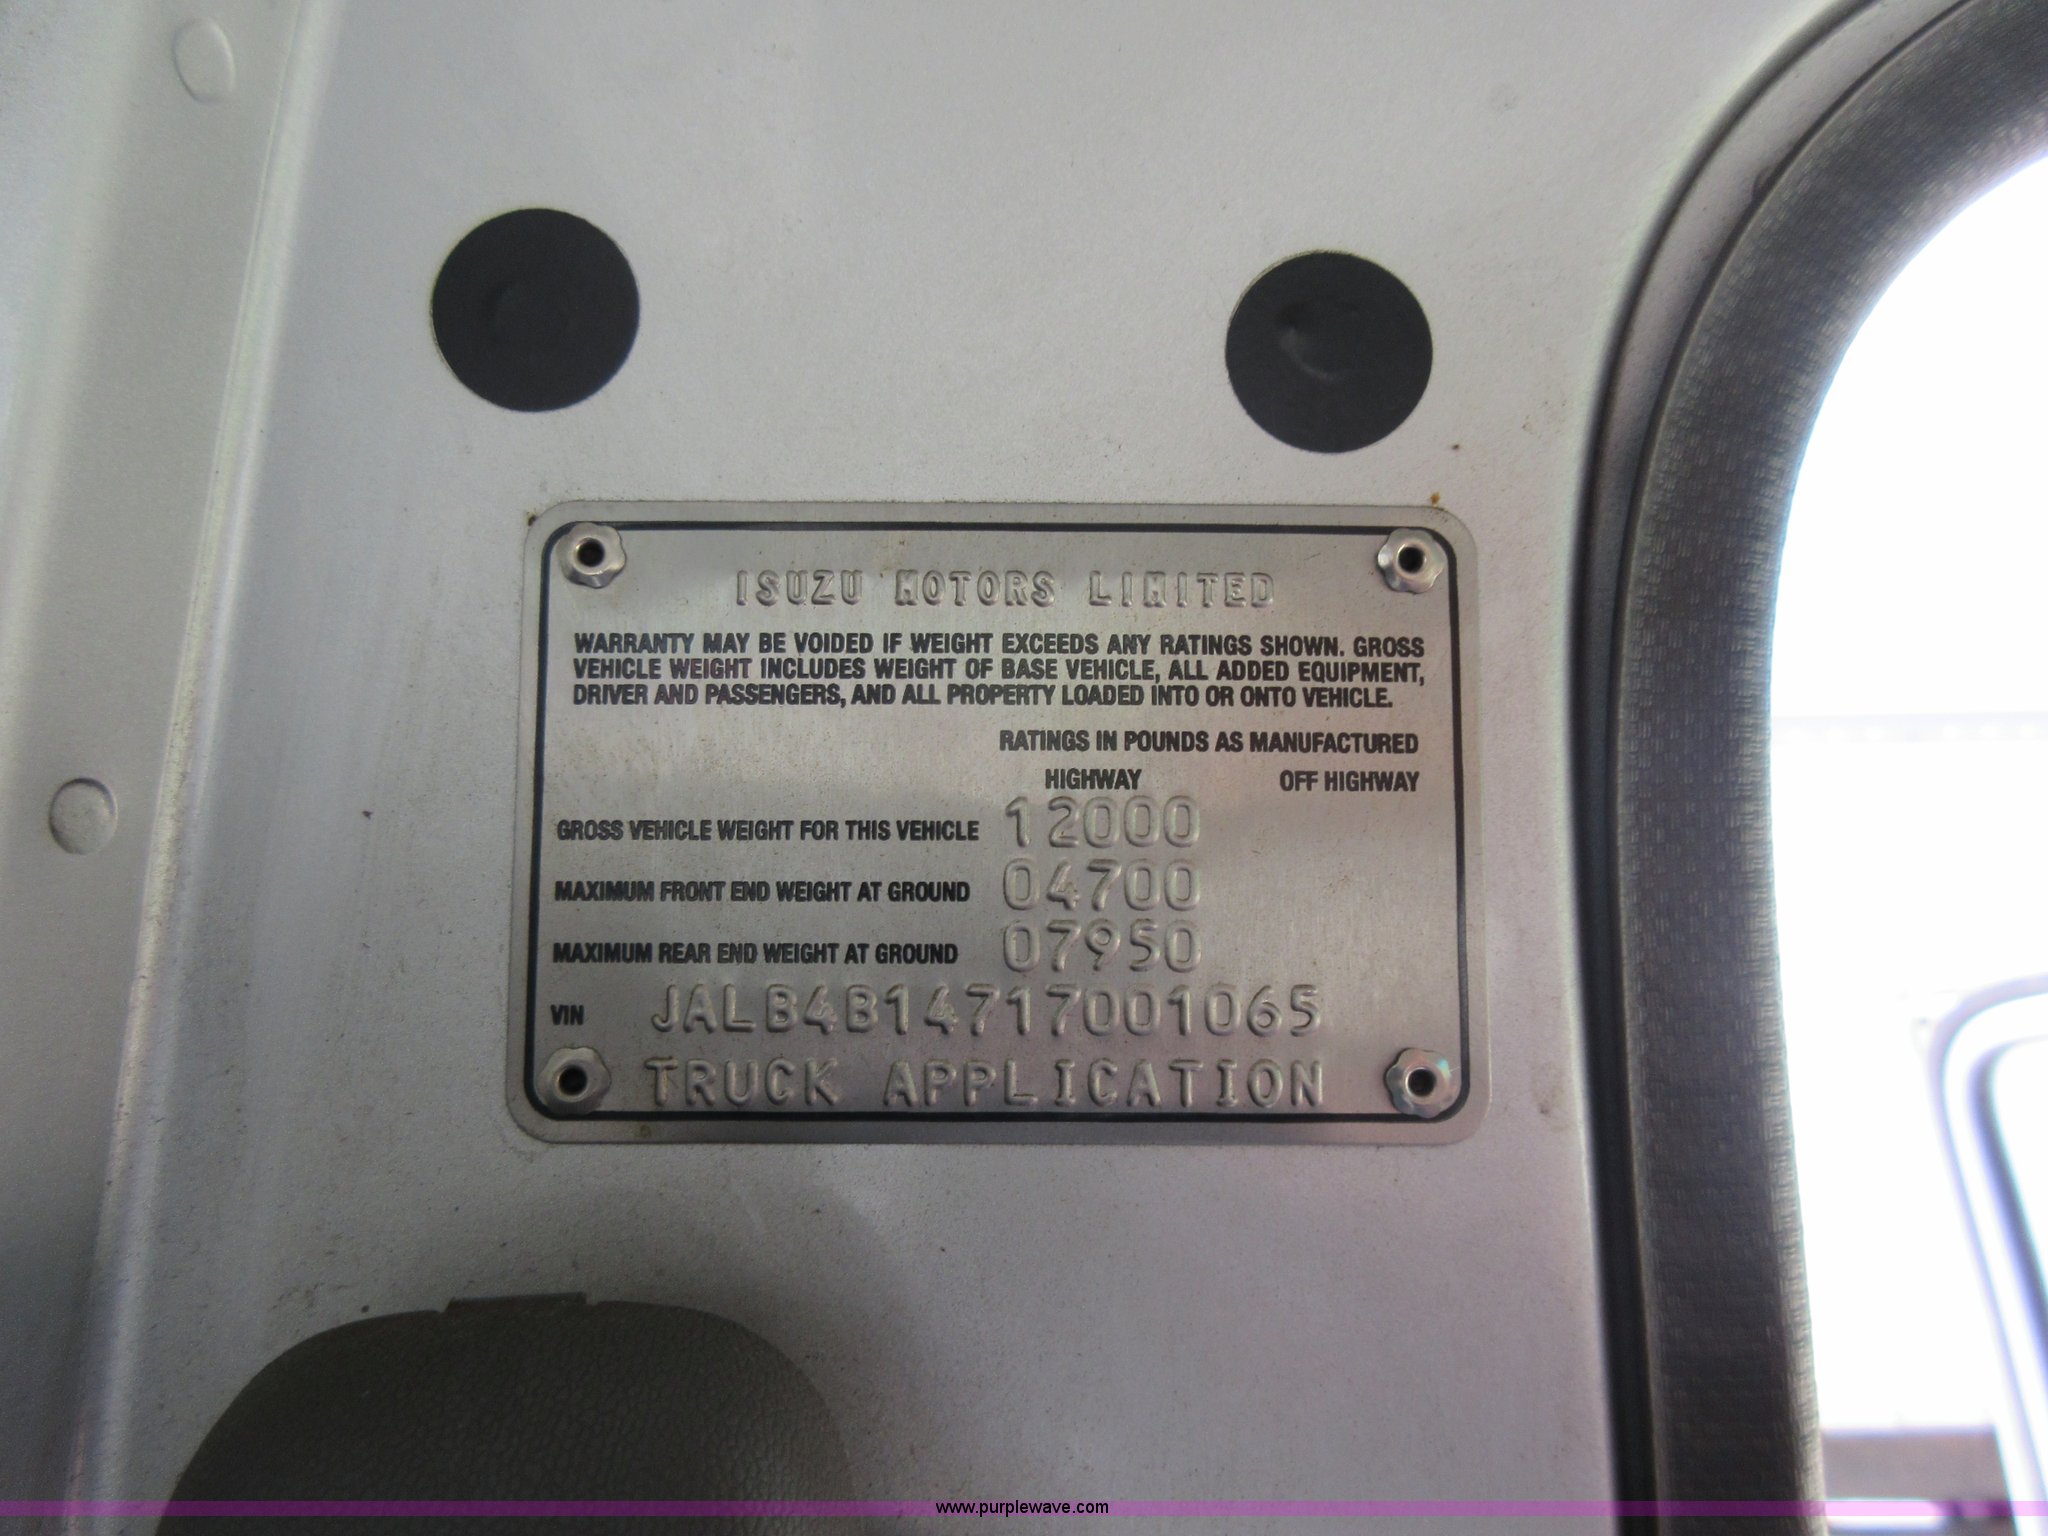 ISUZU MOTORS LIMITED
WARRANTY MAY BE VOIDED IF WEIGHT EXCEEDS ANY RATINGS SHOWN. GROSS
VEHICLE WEIGHT INCLUDES WEIGHT OF BASE VEHICLE, ALL ADDED EQUIPMENT,
DRIVER AND PASSENGERS, AND ALL PROPERTY LOADED INTO OR ONTO VEHICLE.
RATINGS IN POUNDS AS MANUFACTURED
HIGHWAY OFF HIGHWAY
GROSS VEHICLE WEIGHT FOR THIS VEHICLE 12000
MAXIMUM FRONT END WEIGHT AT GROUND 04700
MAXIMUM REAR END WEIGHT AT GROUND 07950
VIN JALB4B14717001065
TRUCK APPLICATION
www.purplewave.com